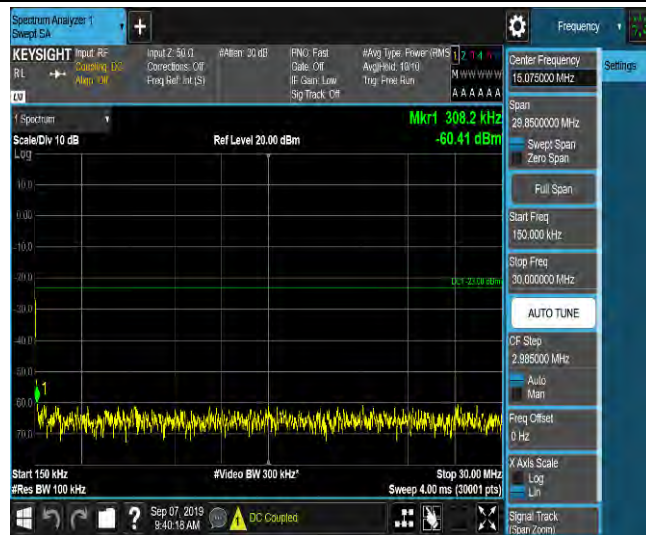 Spectrum Analyzer 1
Swept SA
+
Frequency
KEYSIGHT
RL
Input: RF
Coupling: DC
Align: Off
Input Z: 50 Ω
Corrections: Off
Freq Ref: Int (S)
#Atten: 30 dB
PNO: Fast
Gate: Off
IF Gain: Low
Sig Track: Off
#Avg Type: Power (RMS
Avg|Hold: 10/10
Trig: Free Run
M W W W W W
A A A A A A
LXI
1 Spectrum
Scale/Div 10 dB
Log
Ref Level 20.00 dBm
Mkr1 308.2 kHz
-60.41 dBm
10.0
0.00
-10.0
-20.0
-30.0
-40.0
-50.0
-60.0
-70.0
DL1 -23.00 dBm
1
Start 150 kHz
#Res BW 100 kHz
#Video BW 300 kHz*
Stop 30.00 MHz
Sweep 4.00 ms (30001 pts)
Center Frequency
15.075000 MHz
Settings
Span
29.8500000 MHz
Swept Span
Zero Span
Full Span
Start Freq
150.000 kHz
Stop Freq
30.000000 MHz
AUTO TUNE
CF Step
2.985000 MHz
Auto
Man
Freq Offset
0 Hz
X Axis Scale
Log
Lin
Signal Track
(Span Zoom)
?
Sep 07, 2019
9:40:18 AM
DC Coupled